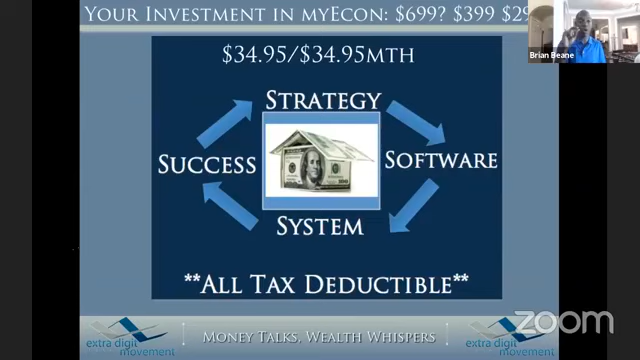 YOUR INVESTMENT IN MYECON: $699? $399 $29
Brian Beane
$34.95/$34.95MTH
STRATEGY
SUCCESS
SOFTWARE
SYSTEM
**ALL TAX DEDUCTIBLE**
zoom
extra digit
movement
MONEY TALKS, WEALTH WHISPERS
extra digit
movement